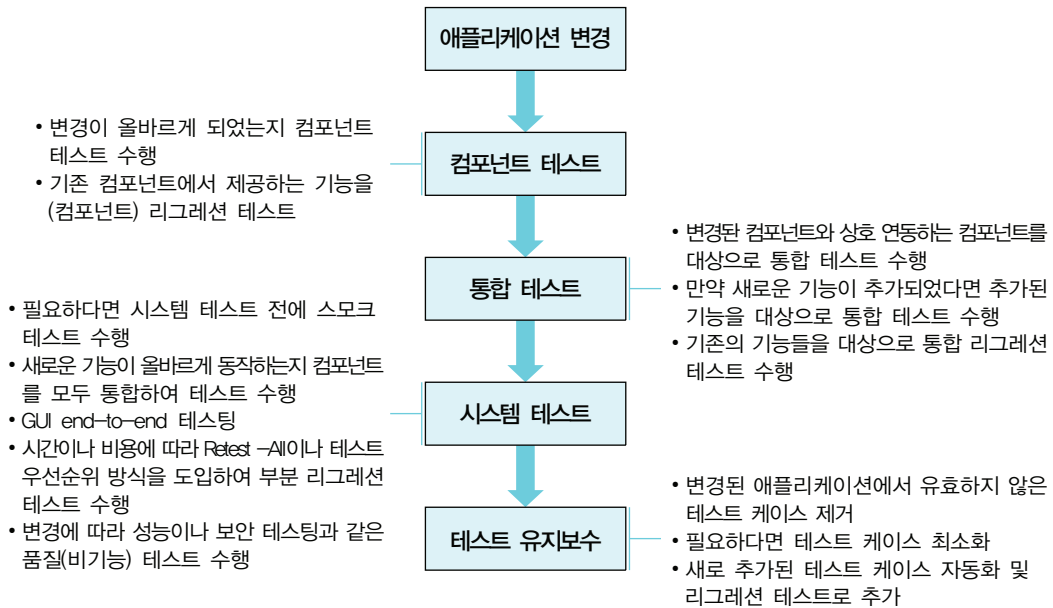 애플리케이션 변경
• 변경이 올바르게 되었는지 컴포넌트
테스트 수행
• 기존 컴포넌트에서 제공하는 기능을
(컴포넌트) 리그레션 테스트
컴포넌트 테스트
• 변경돤 컴포넌트와 상호 연동하는 컴포넌트를
대상으로 통합 테스트 수행
• 만약 새로운 기능이 추가되었다면 추가된
기능을 대상으로 통합 테스트 수행
• 기존의 기능들을 대상으로 통합 리그레션
테스트 수행
통합 테스트
• 필요하다면 시스템 테스트 전에 스모크
테스트 수행
• 새로운 기능이 올바르게 동작하는지 컴포넌트
를 모두 통합하여 테스트 수행
• GUI end-to-end 테스팅
• 시간이나 비용에 따라 Retest -All이나 테스트
우선순위 방식을 도입하여 부분 리그레션
테스트 수행
• 변경에 따라 성능이나 보안 테스팅과 같은
품질(비기능) 테스트 수행
시스템 테스트
테스트 유지보수
• 변경된 애플리케이션에서 유효하지 않은
테스트 케이스 제거
• 필요하다면 테스트 케이스 최소화
• 새로 추가된 테스트 케이스 자동화 및
리그레션 테스트로 추가